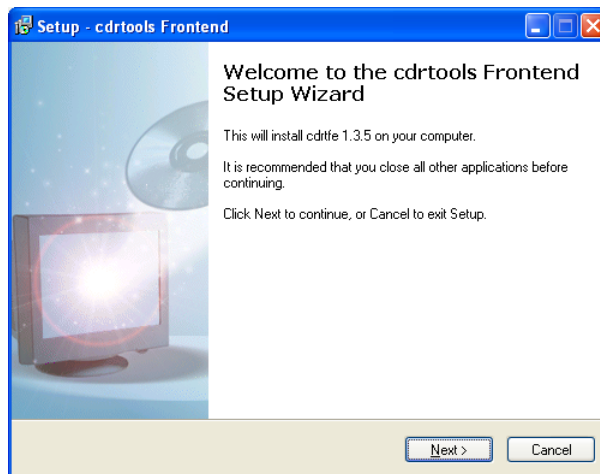 Setup - cdrtools Frontend
Welcome to the cdrtools Frontend
Setup Wizard
This will install cdrtfe 1.3.5 on your computer.
It is recommended that you close all other applications before
continuing.
Click Next to continue, or Cancel to exit Setup.
Next >
Cancel